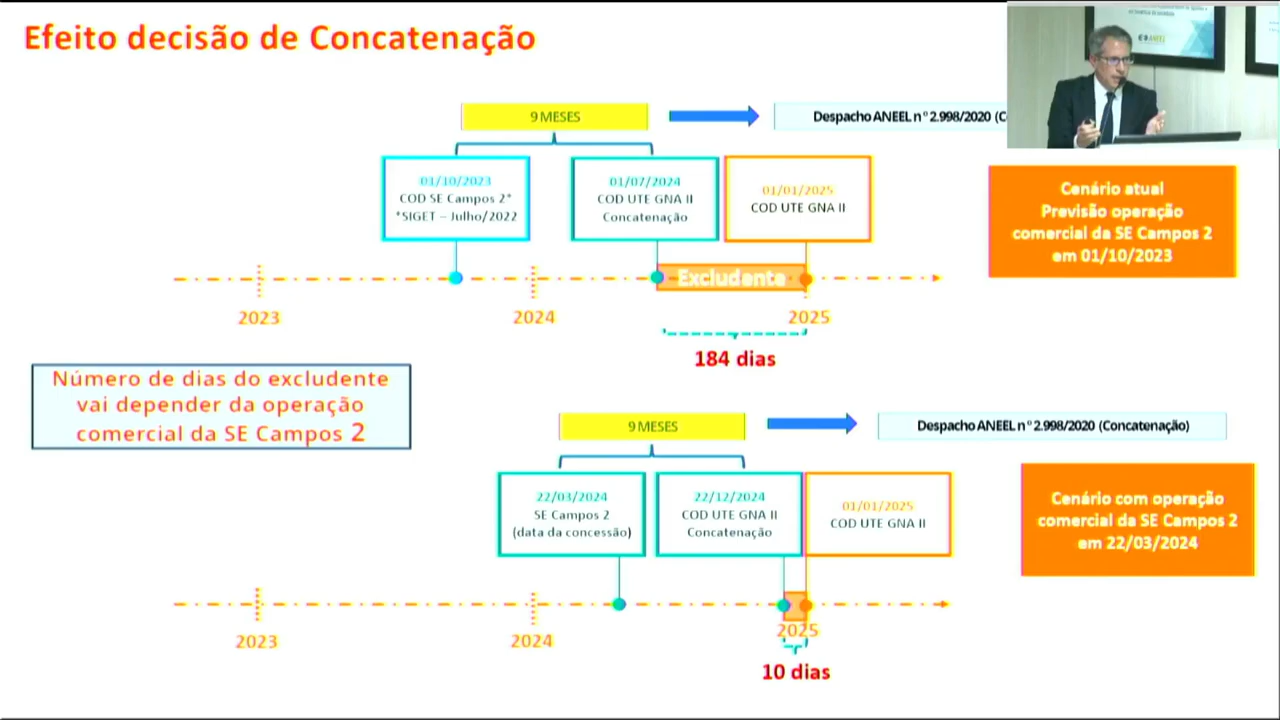 Efeito decisão de Concatenação
9 MESES
Despacho ANEEL nº 2.998/2020 (C
01/10/2023
COD SE Campos 2*
*SIGET – Julho/2022
01/07/2024
COD UTE GNA II
Concatenação
01/01/2025
COD UTE GNA II
Cenário atual
Previsão operação
comercial da SE Campos 2
em 01/10/2023
Excludente
2023
2024
2025
184 dias
Número de dias do excludente
vai depender da operação
comercial da SE Campos 2
9 MESES
Despacho ANEEL nº 2.998/2020 (Concatenação)
22/03/2024
SE Campos 2
(data da concessão)
22/12/2024
COD UTE GNA II
Concatenação
01/01/2025
COD UTE GNA II
Cenário com operação
comercial da SE Campos 2
em 22/03/2024
2023
2024
2025
10 dias